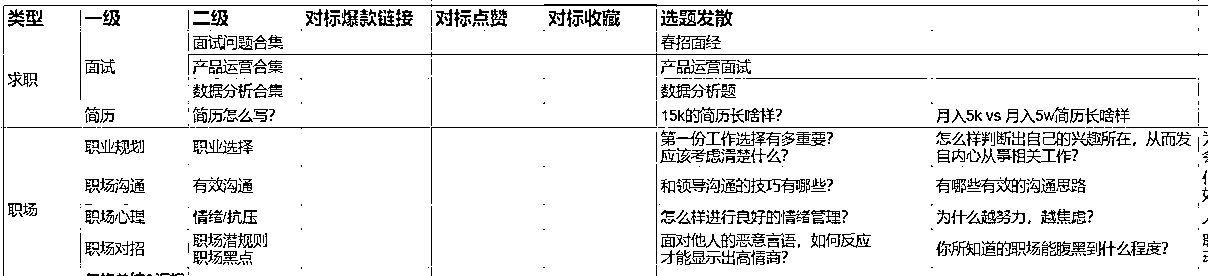 类型 一级 二级 对标爆款链接 对标点赞 对标收藏 选题发散
面试问题合集 春招面经
求职 面试 产品运营合集 产品运营面试
数据分析合集 数据分析题
简历 简历怎么写? 15k的简历长啥样? 月入5k vs 月入5w简历长啥样
职业规划 职业选择 第一份工作选择有多重要? 怎么样判断出自己的兴趣所在，从而发
应该考虑清楚什么? 自内心从事相关工作?
职场 职场沟通 有效沟通 和领导沟通的技巧有哪些? 有哪些有效的沟通思路
职场心理 情绪/抗压 怎么样进行良好的情绪管理? 为什么越努力，越焦虑?
职场对招 职场潜规则 面对他人的恶意言语，如何反应 你所知道的职场能腹黑到什么程度?
职场黑点 才能显示出高情商?